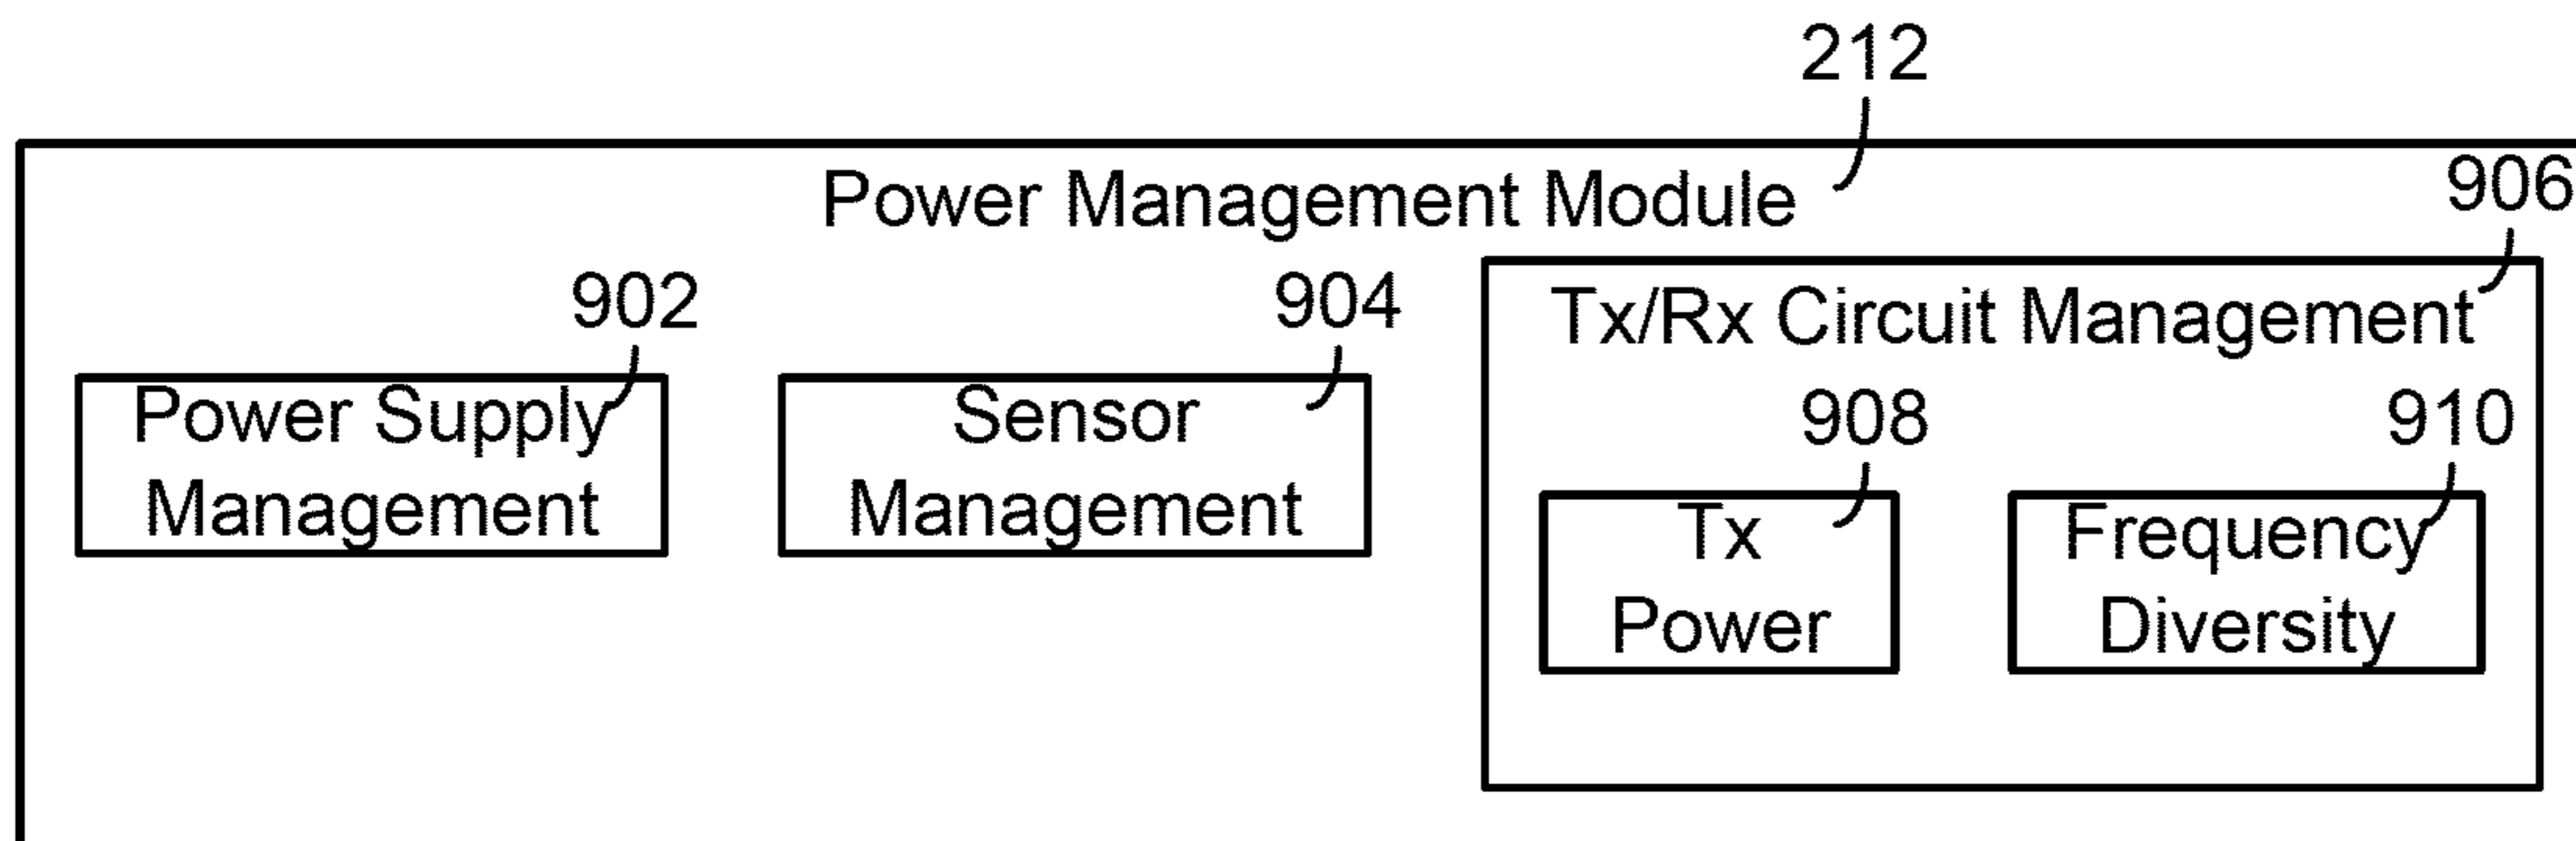 212
Power Management Module
906
902
904
Tx/Rx Circuit Management
Power Supply
Management
Sensor
Management
908
910
Tx
Power
Frequency
Diversity